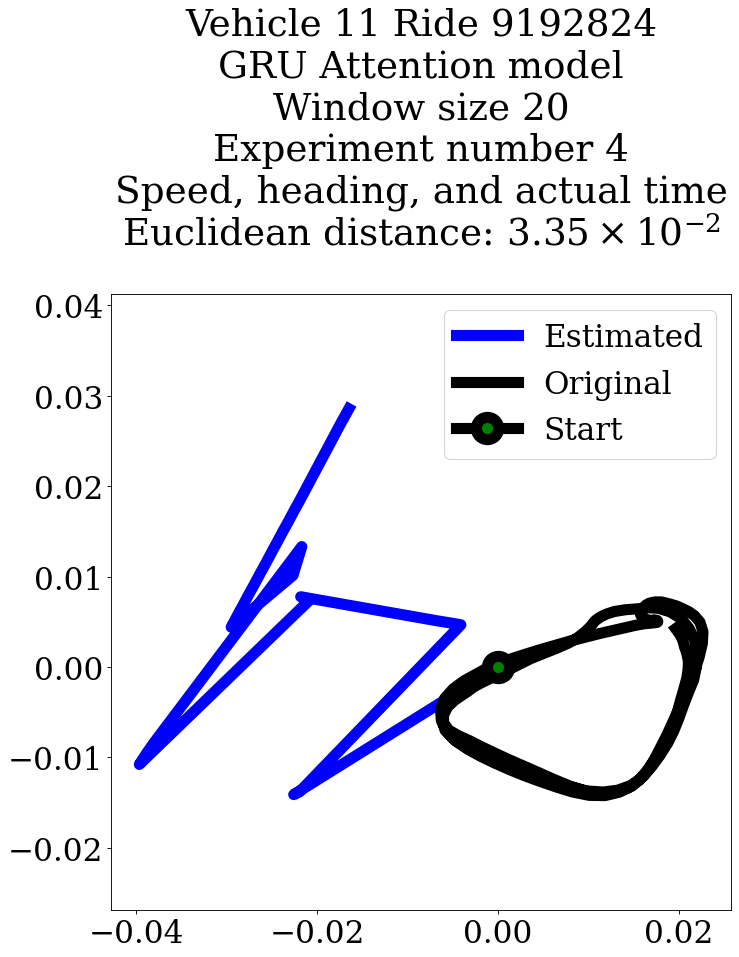 Vehicle 11 Ride 9192824
GRU Attention model
Window size 20
Experiment number 4
Speed, heading, and actual time
Euclidean distance: 3.35 × 10⁻²
0.04
0.03
0.02
0.01
0.00
−0.01
−0.02
Estimated
Original
Start
−0.04
−0.02
0.00
0.02